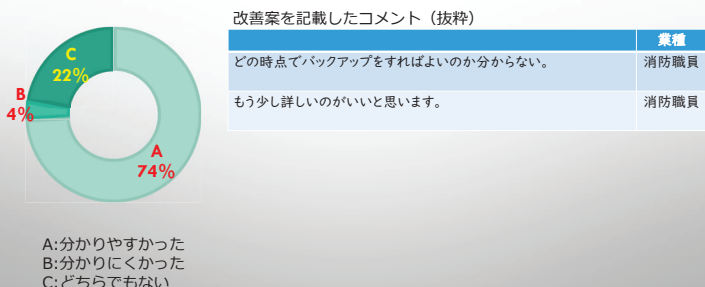 改善案を記載したコメント（抜粋）
業種
どの時点でバックアップをすればよいのか分からない。 消防職員
もう少し詳しいのがいいと思います。 消防職員
C
22%
B
4%
A
74%
A:分かりやすかった
B:分かりにくかった
C:どちらでもない